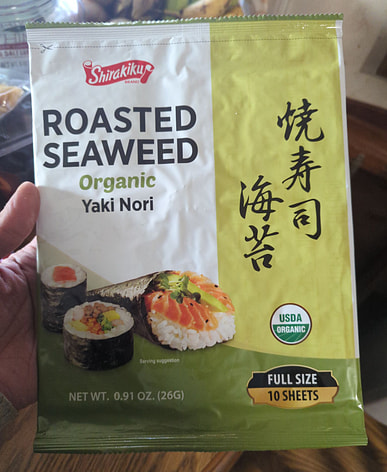 Shirakiku
BRAND
ROASTED
SEAWEED
Organic
Yaki Nori
焼寿司
海苔
USDA
ORGANIC
Serving suggestion
NET WT. 0.91 OZ. (26G)
FULL SIZE
10 SHEETS